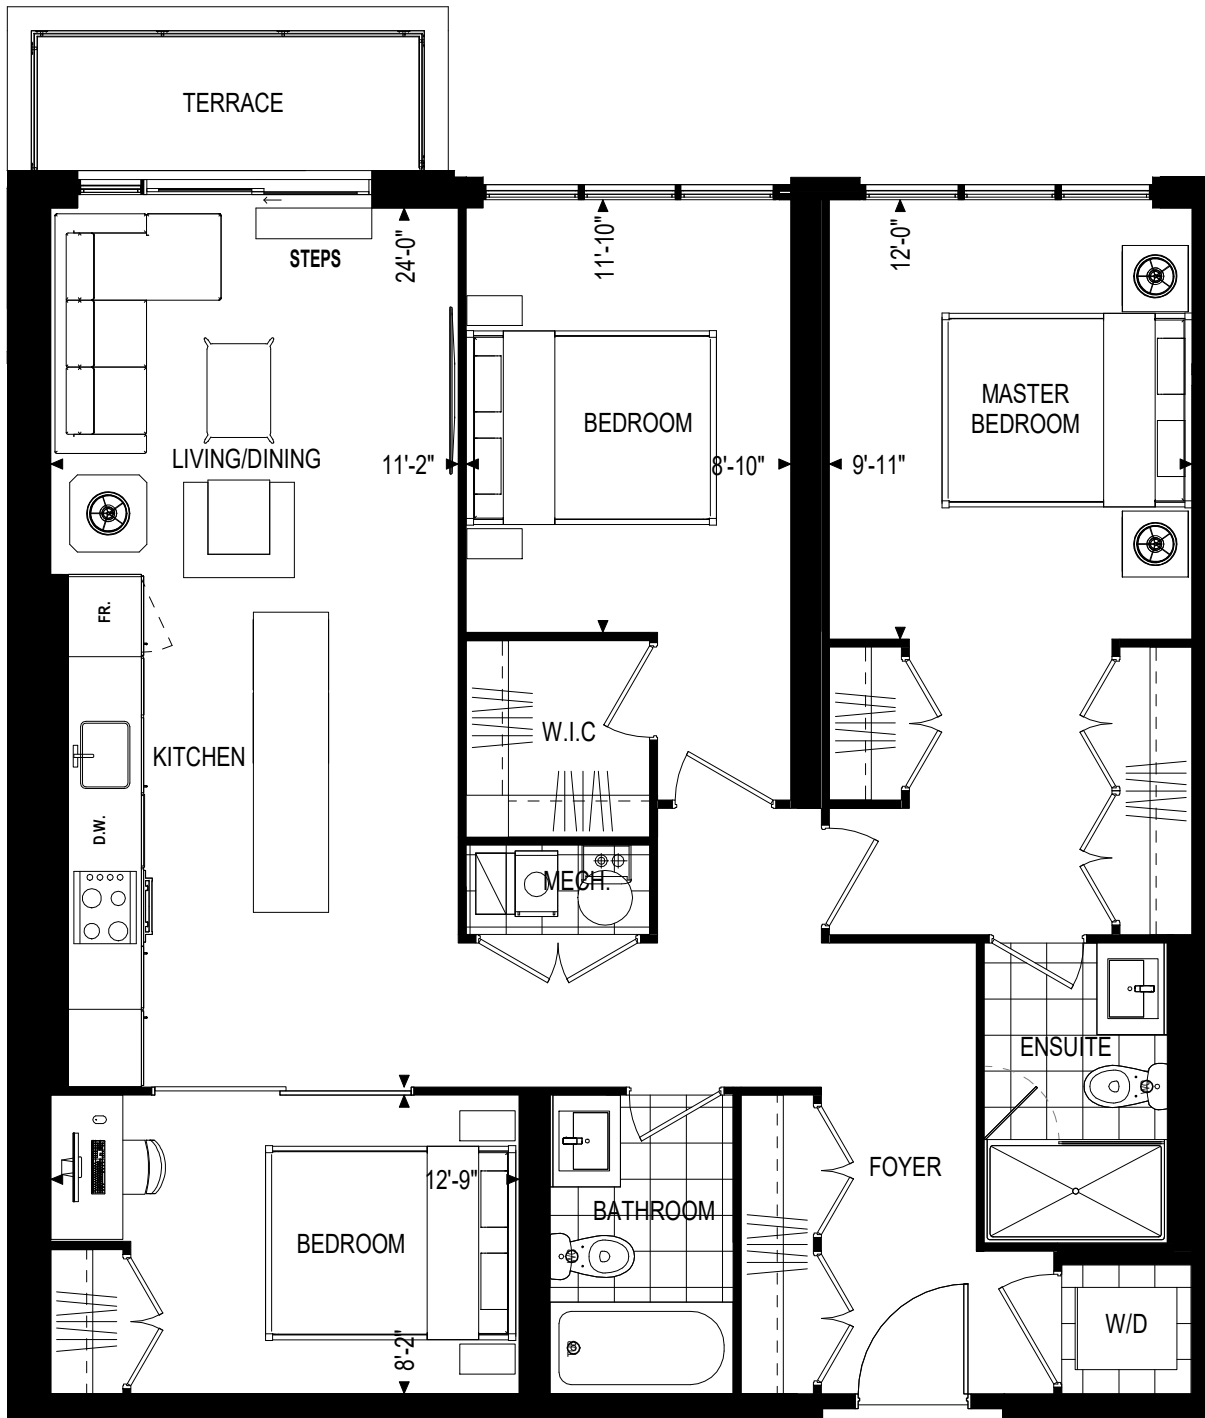 TERRACE
STEPS
24'-0"
11'-10"
12'-0"
MASTER
BEDROOM
BEDROOM
LIVING/DINING
11'-2"
8'-10"
9'-11"
FR.
W.I.C
KITCHEN
D.W.
MECH.
ENSUITE
FOYER
12'-9"
BATHROOM
BEDROOM
W/D
8'-2"